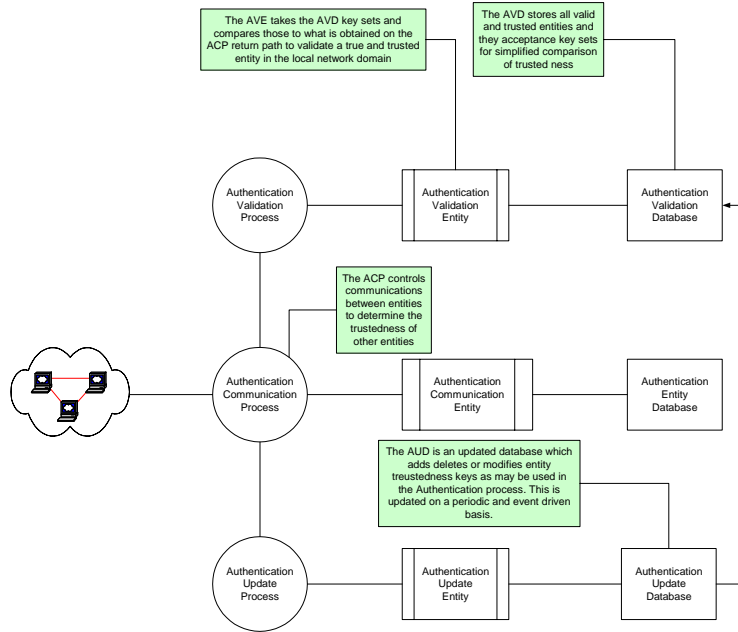 The AVE takes the AVD key sets and
compares those to what is obtained on the
ACP return path to validate a true and trusted
entity in the local network domain
The AVD stores all valid
and trusted entities and
they acceptance key sets
for simplified comparison
of trusted ness
Authentication
Validation
Process
Authentication
Validation
Entity
Authentication
Validation
Database
The ACP controls
communications
between entities
to determine the
trustedness of
other entities
Authentication
Communication
Process
Authentication
Communication
Entity
Authentication
Entity
Database
The AUD is an updated database which
adds deletes or modifies entity
treustedness keys as may be used in
the Authentication process. This is
updated on a periodic and event driven
basis.
Authentication
Update
Process
Authentication
Update
Entity
Authentication
Update
Database